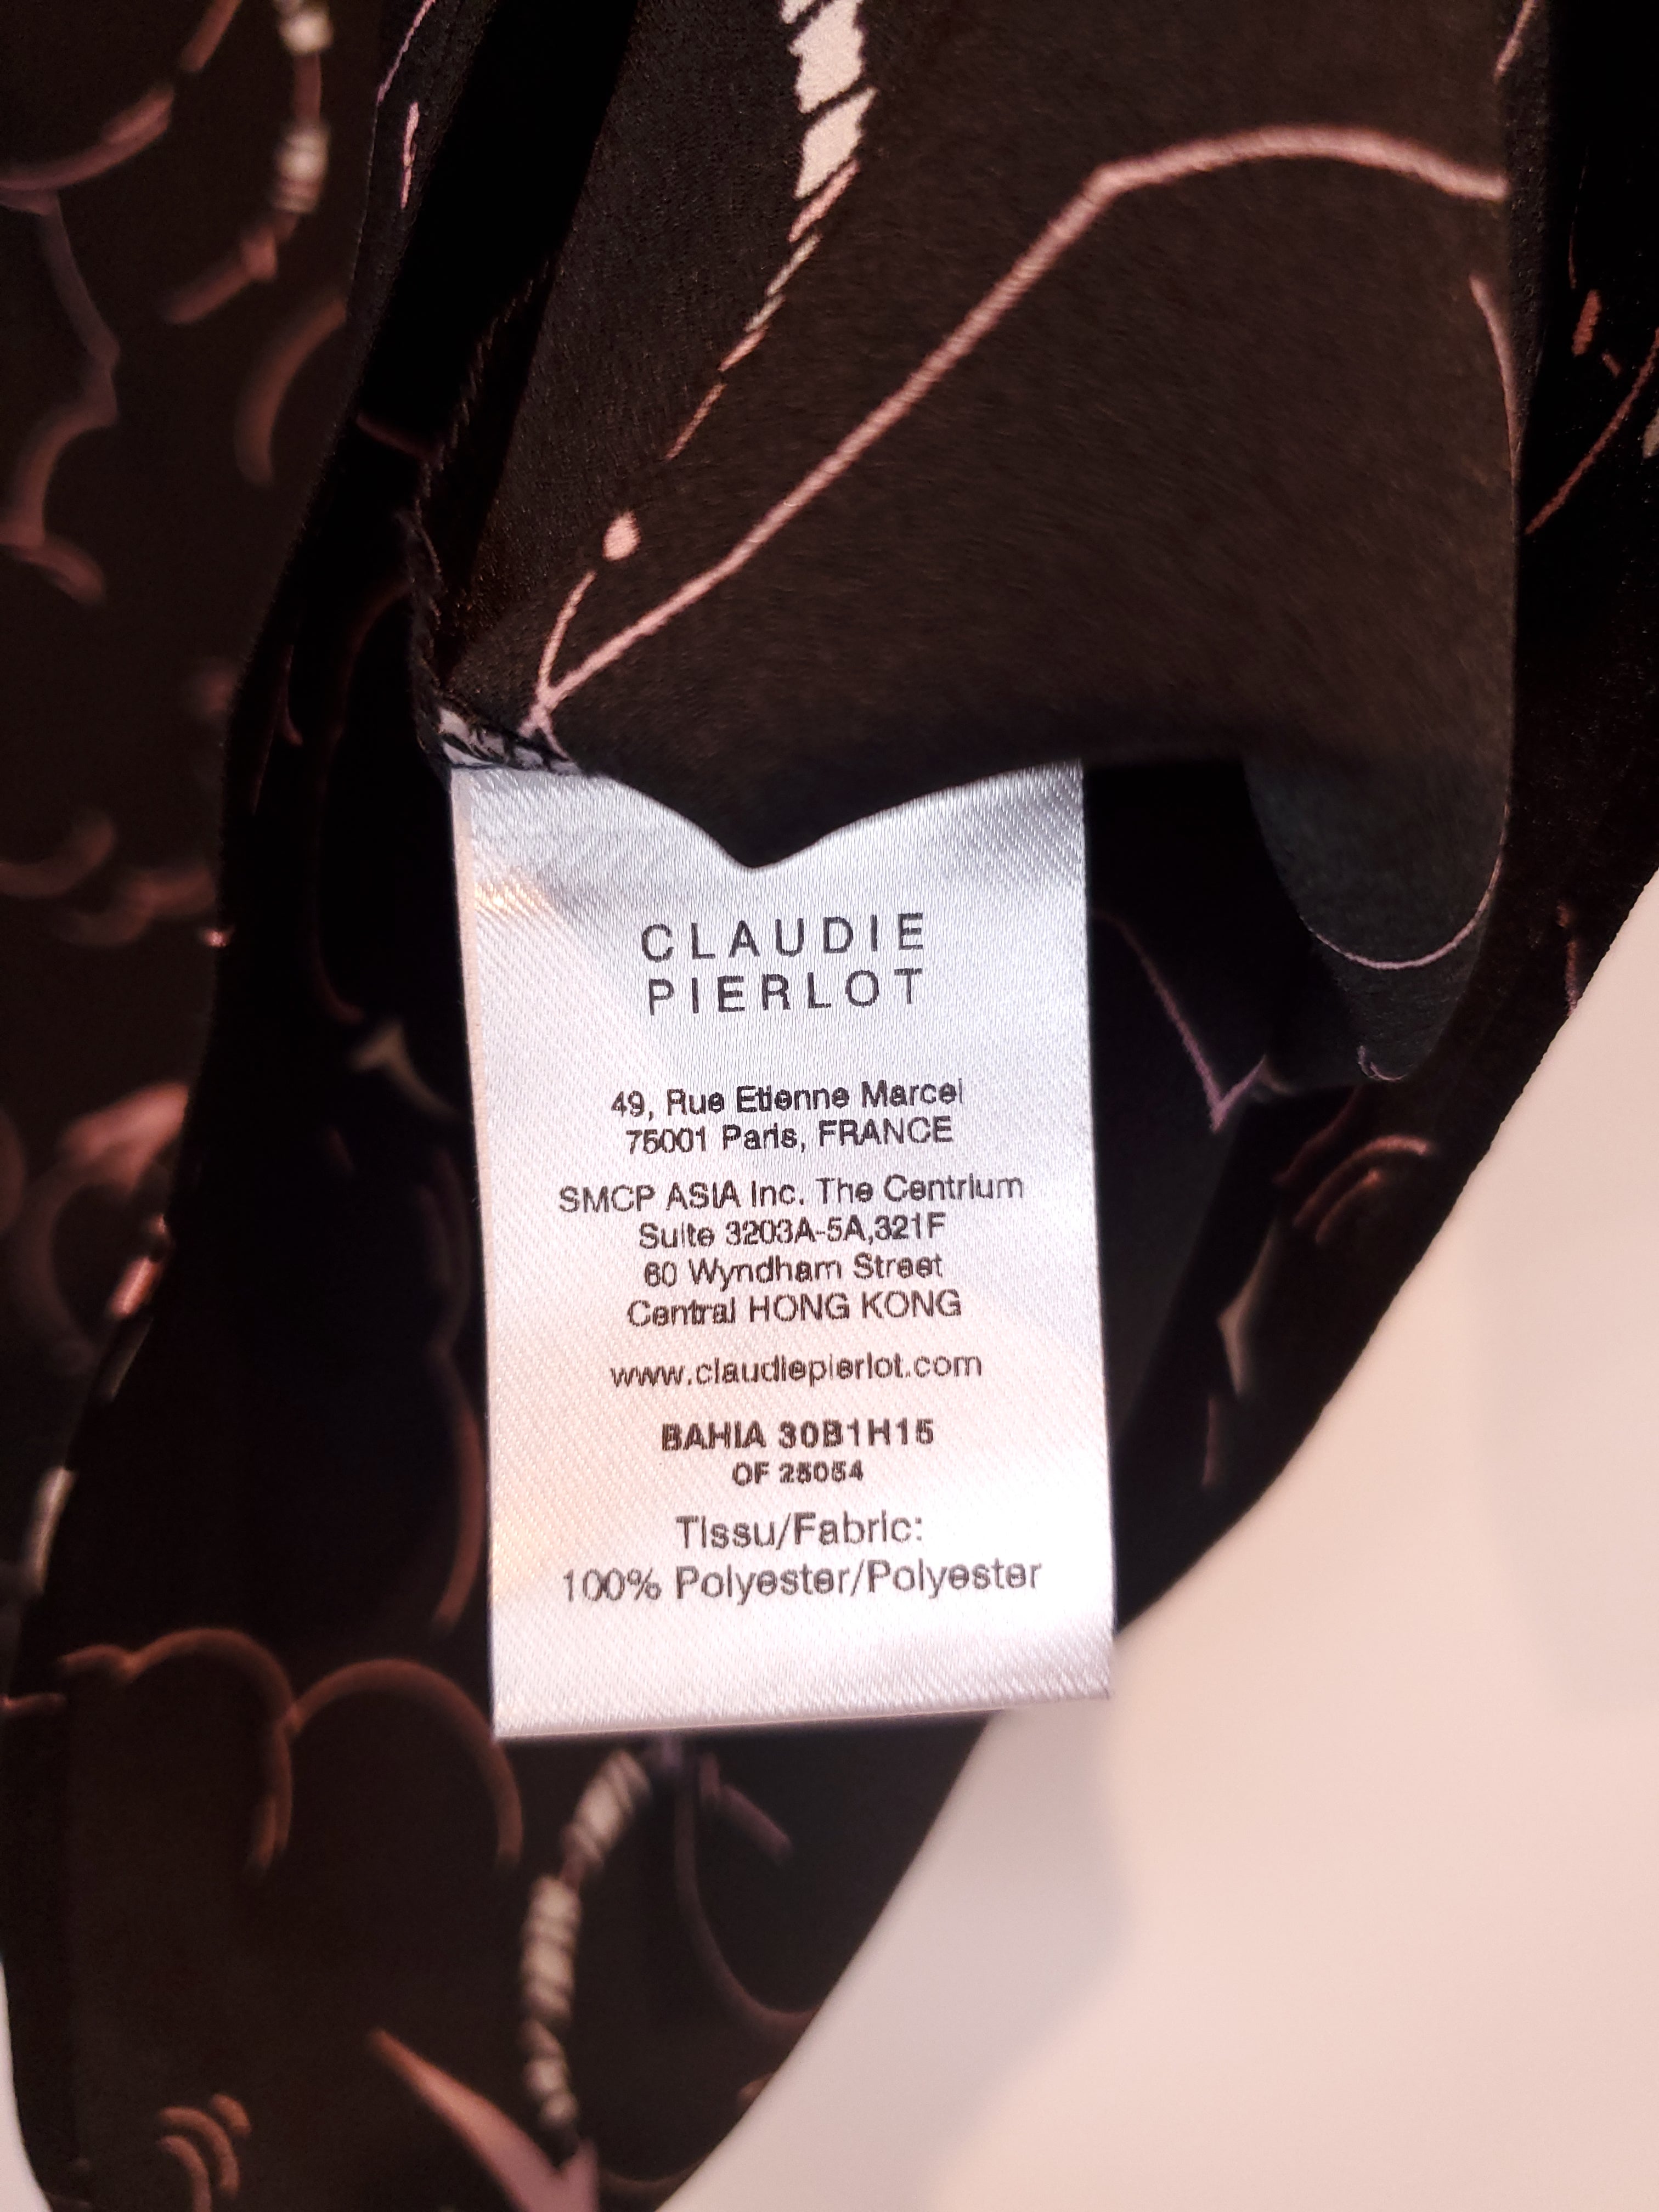 CLAUDIE
PIERLOT
49, Rue Etienne Marcel
75001 Paris, FRANCE
SMCP ASIA Inc. The Centrium
Suite 3203A-5A,321F
60 Wyndham Street
Central HONG KONG
www.claudiepierlot.com
BAHIA 30B1H15
OF 25054
Tissu/Fabric:
100% Polyester/Polyester